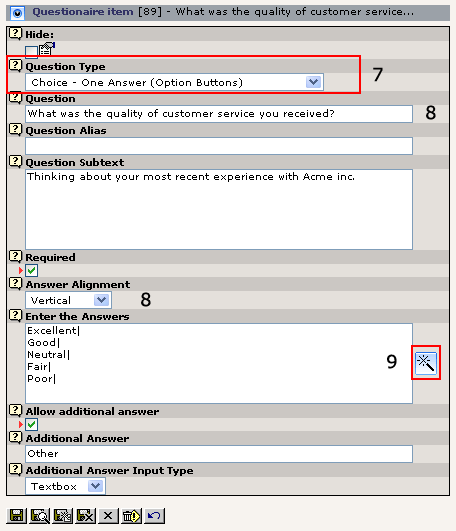 Questionaire item [89] - What was the quality of customer service...
Hide:
Question Type
Choice - One Answer (Option Buttons)
7
Question
What was the quality of customer service you received?
8
Question Alias
Question Subtext
Thinking about your most recent experience with Acme inc.
Required
Answer Alignment
Vertical
8
Enter the Answers
Excellent|
Good|
Neutral|
Fair|
Poor|
9
Allow additional answer
Additional Answer
Other
Additional Answer Input Type
Textbox